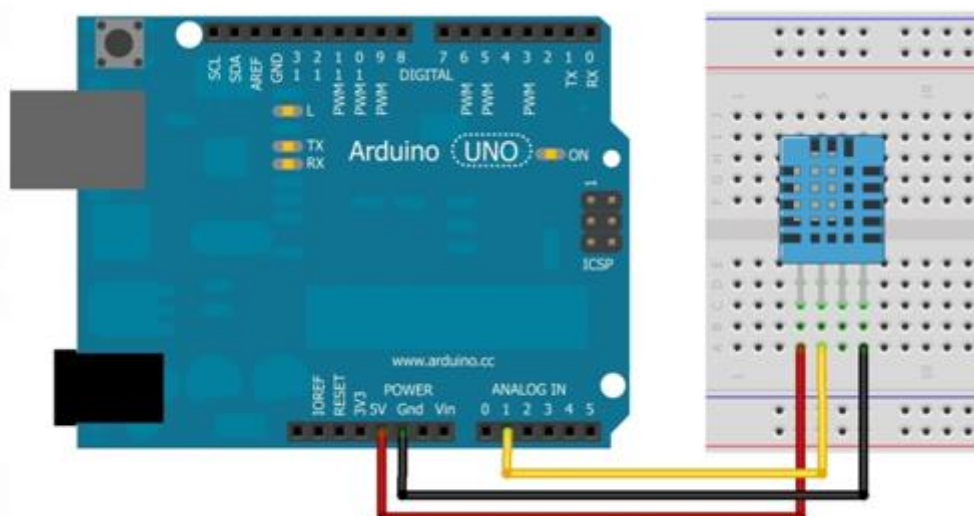 SCL
SDA
AREF
GND
13
12
PWM 11
PWM 10
PWM 9
8
7
PWM 6
PWM 5
4
PWM 3
2
TX 1
RX 0
DIGITAL
L
TX
RX
Arduino UNO
ON
1
ICSP
www.arduino.cc
POWER
ANALOG IN
IOREF
RESET
3V3
5V Gnd Vin
0 1 2 3 4 5